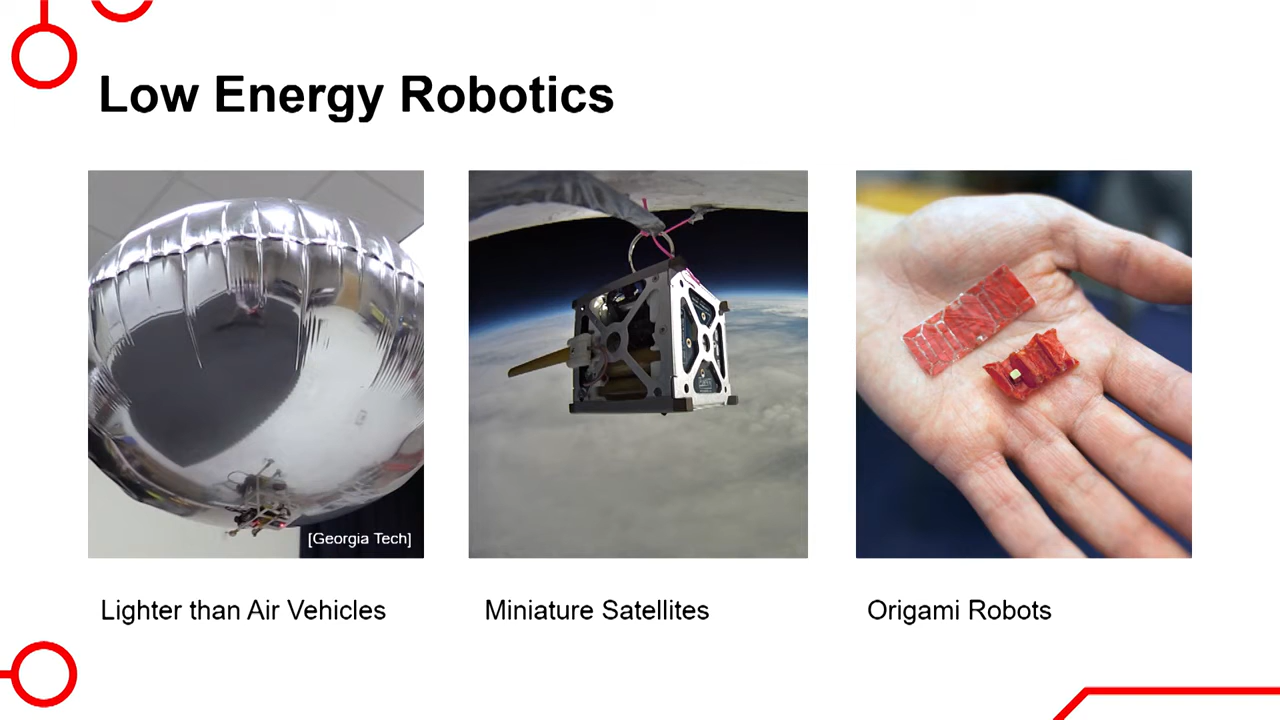 Low Energy Robotics
[Georgia Tech]
Lighter than Air Vehicles
Miniature Satellites
Origami Robots